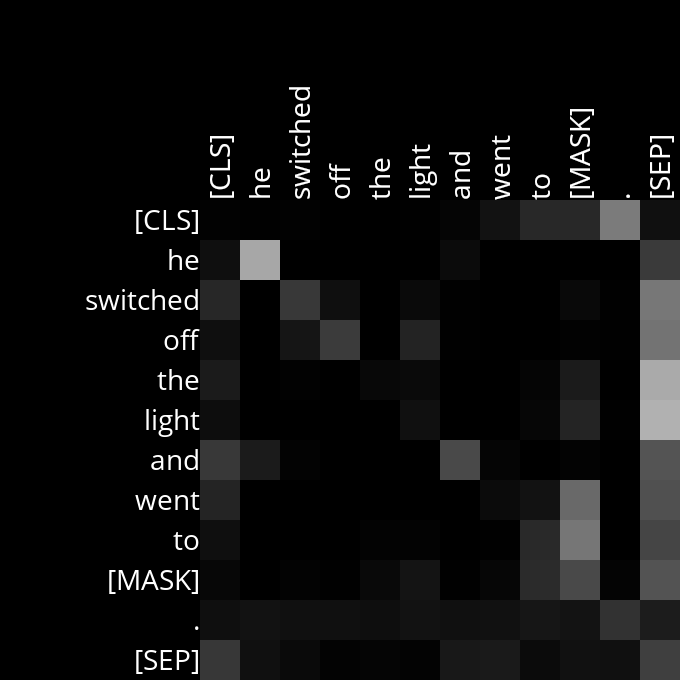 [CLS] he switched off the light and went to [MASK] . [SEP]
[CLS]
he
switched
off
the
light
and
went
to
[MASK]
.
[SEP]